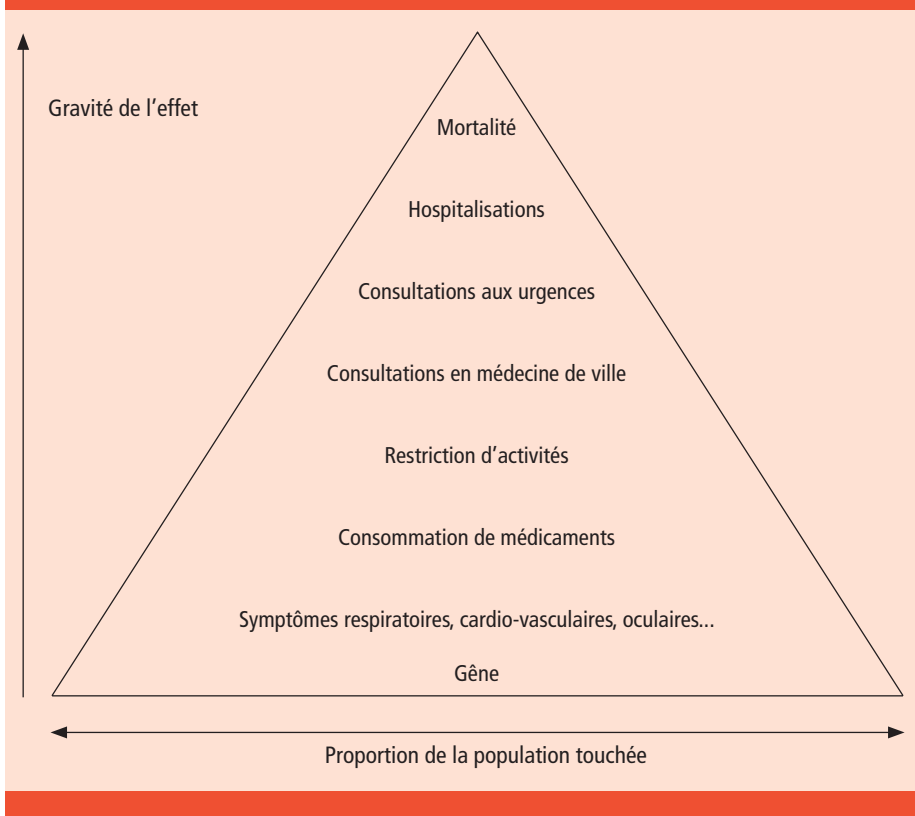 Gravité de l'effet
Mortalité
Hospitalisations
Consultations aux urgences
Consultations en médecine de ville
Restriction d'activités
Consommation de médicaments
Symptômes respiratoires, cardio-vasculaires, oculaires...
Gêne
Proportion de la population touchée